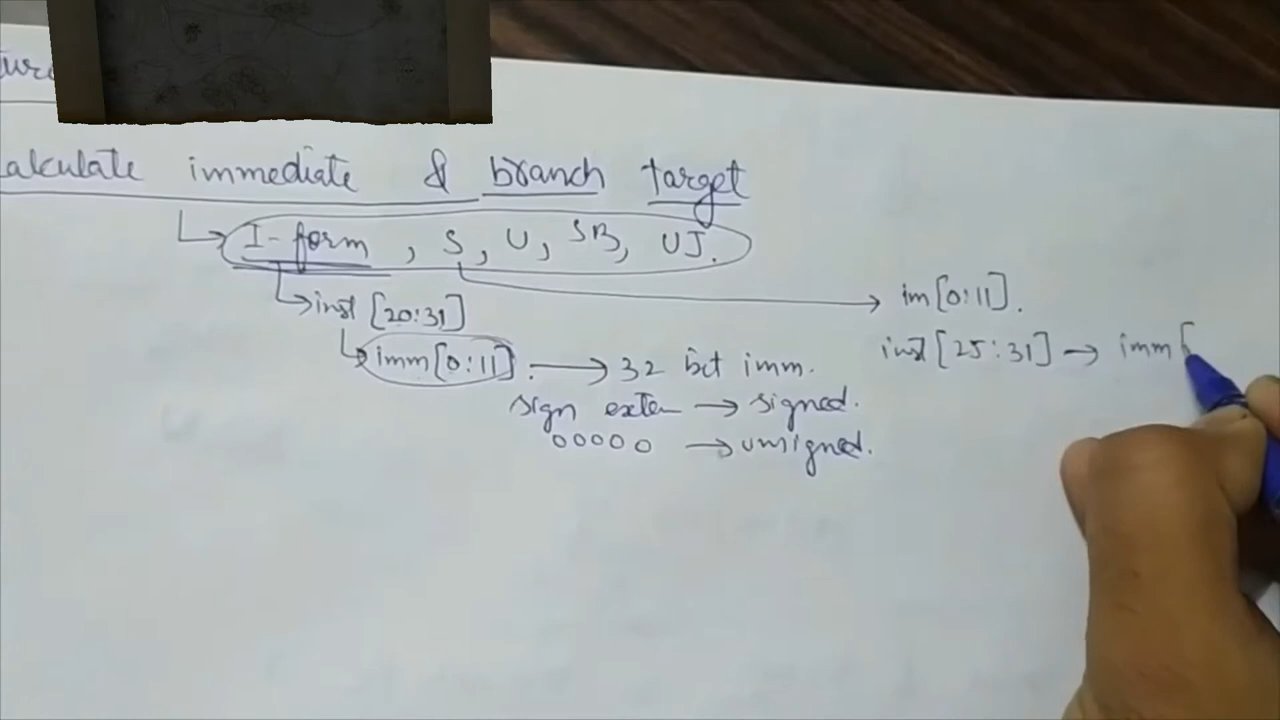 alculate immediate & branch target
I-form, S, U, SB, UJ.
im[0:11].
inst [20:31]
inst [25:31] → imm[
imm[0:11]. → 32 bit imm.
sign exten → signed.
00000 → unsigned.